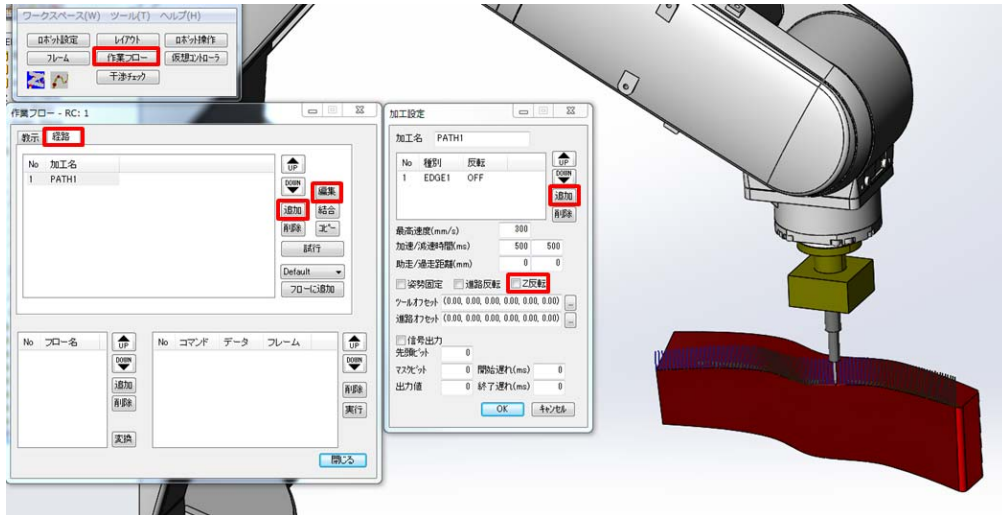 ワークスペース(W) ツール(T) ヘルプ(H)
ロボット設定 レイアウト ロボット操作
フレーム 作業フロー 仮想コントローラ
干渉チェック
作業フロー - RC: 1
教示 経路
No 加工名
1 PATH1
UP
DOWN
編集
追加 結合
削除 コピー
試行
Default
フローに追加
No フロー名
UP
DOWN
追加
削除
変換
No コマンド データ フレーム
UP
DOWN
削除
実行
閉じる
加工設定
加工名 PATH1
No 種別 反転
1 EDGE1 OFF
UP
DOWN
追加
削除
最高速度(mm/s) 300
加速/減速時間(ms) 500 500
助走/過走距離(mm) 0 0
姿勢固定 進路反転 Z反転
ツールオフセット (0.00, 0.00, 0.00, 0.00, 0.00, 0.00) ...
進路オフセット (0.00, 0.00, 0.00, 0.00, 0.00, 0.00) ...
信号出力
先頭ビット 0
マスクビット 0 開始遅れ(ms) 0
出力値 0 終了遅れ(ms) 0
OK キャンセル